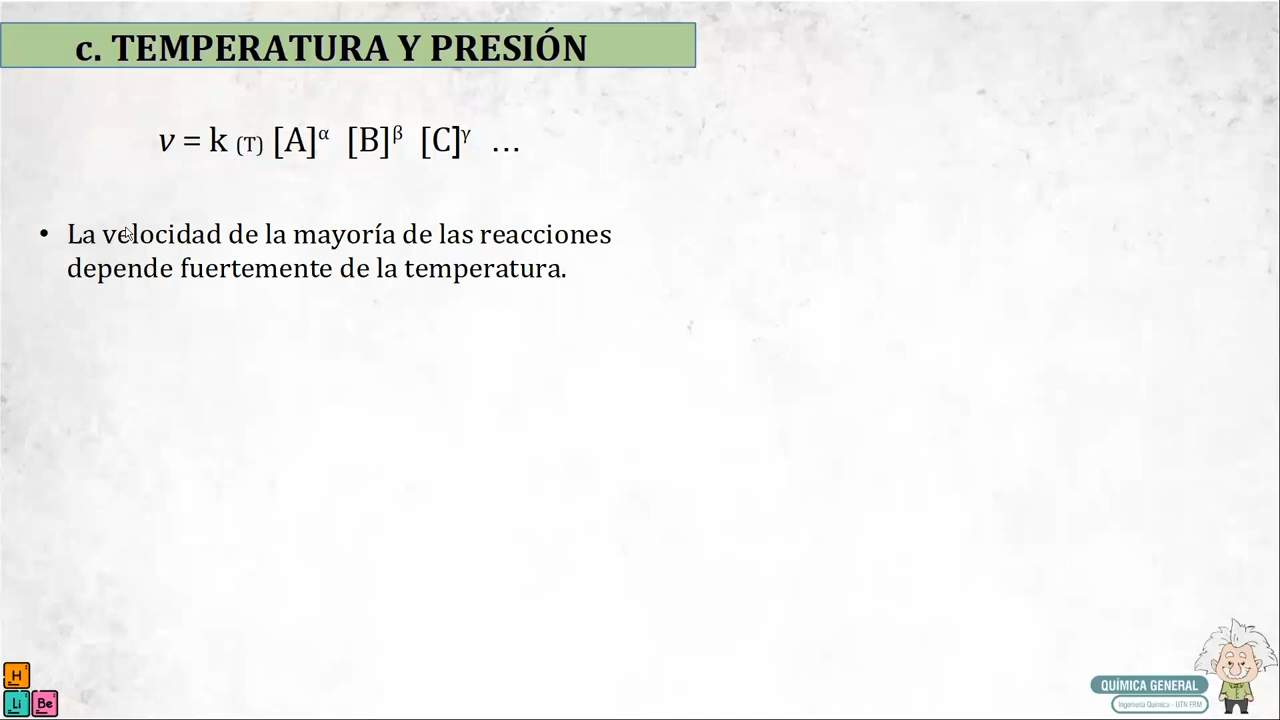 c. TEMPERATURA Y PRESIÓN
v = k (T) [A]α [B]β [C]γ …
• La velocidad de la mayoría de las reacciones
depende fuertemente de la temperatura.
H
Li Be
QUÍMICA GENERAL
Ingeniería Química - UTN FRM